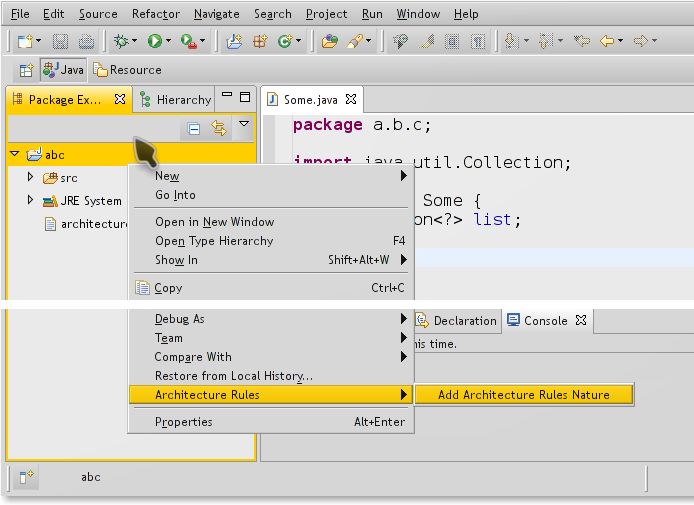 File Edit Source Refactor Navigate Search Project Run Window Help
Java Resource
Package Ex... Hierarchy
Some.java
package a.b.c;
abc
import java.util.Collection;
src
JRE System
architecture
Some {
on<?> list;
New
Go Into
Open in New Window
Open Type Hierarchy F4
Show In Shift+Alt+W
Copy Ctrl+C
Debug As
Team
Compare With
Restore from Local History...
Architecture Rules
Properties Alt+Enter
Declaration Console
his time.
Add Architecture Rules Nature
abc